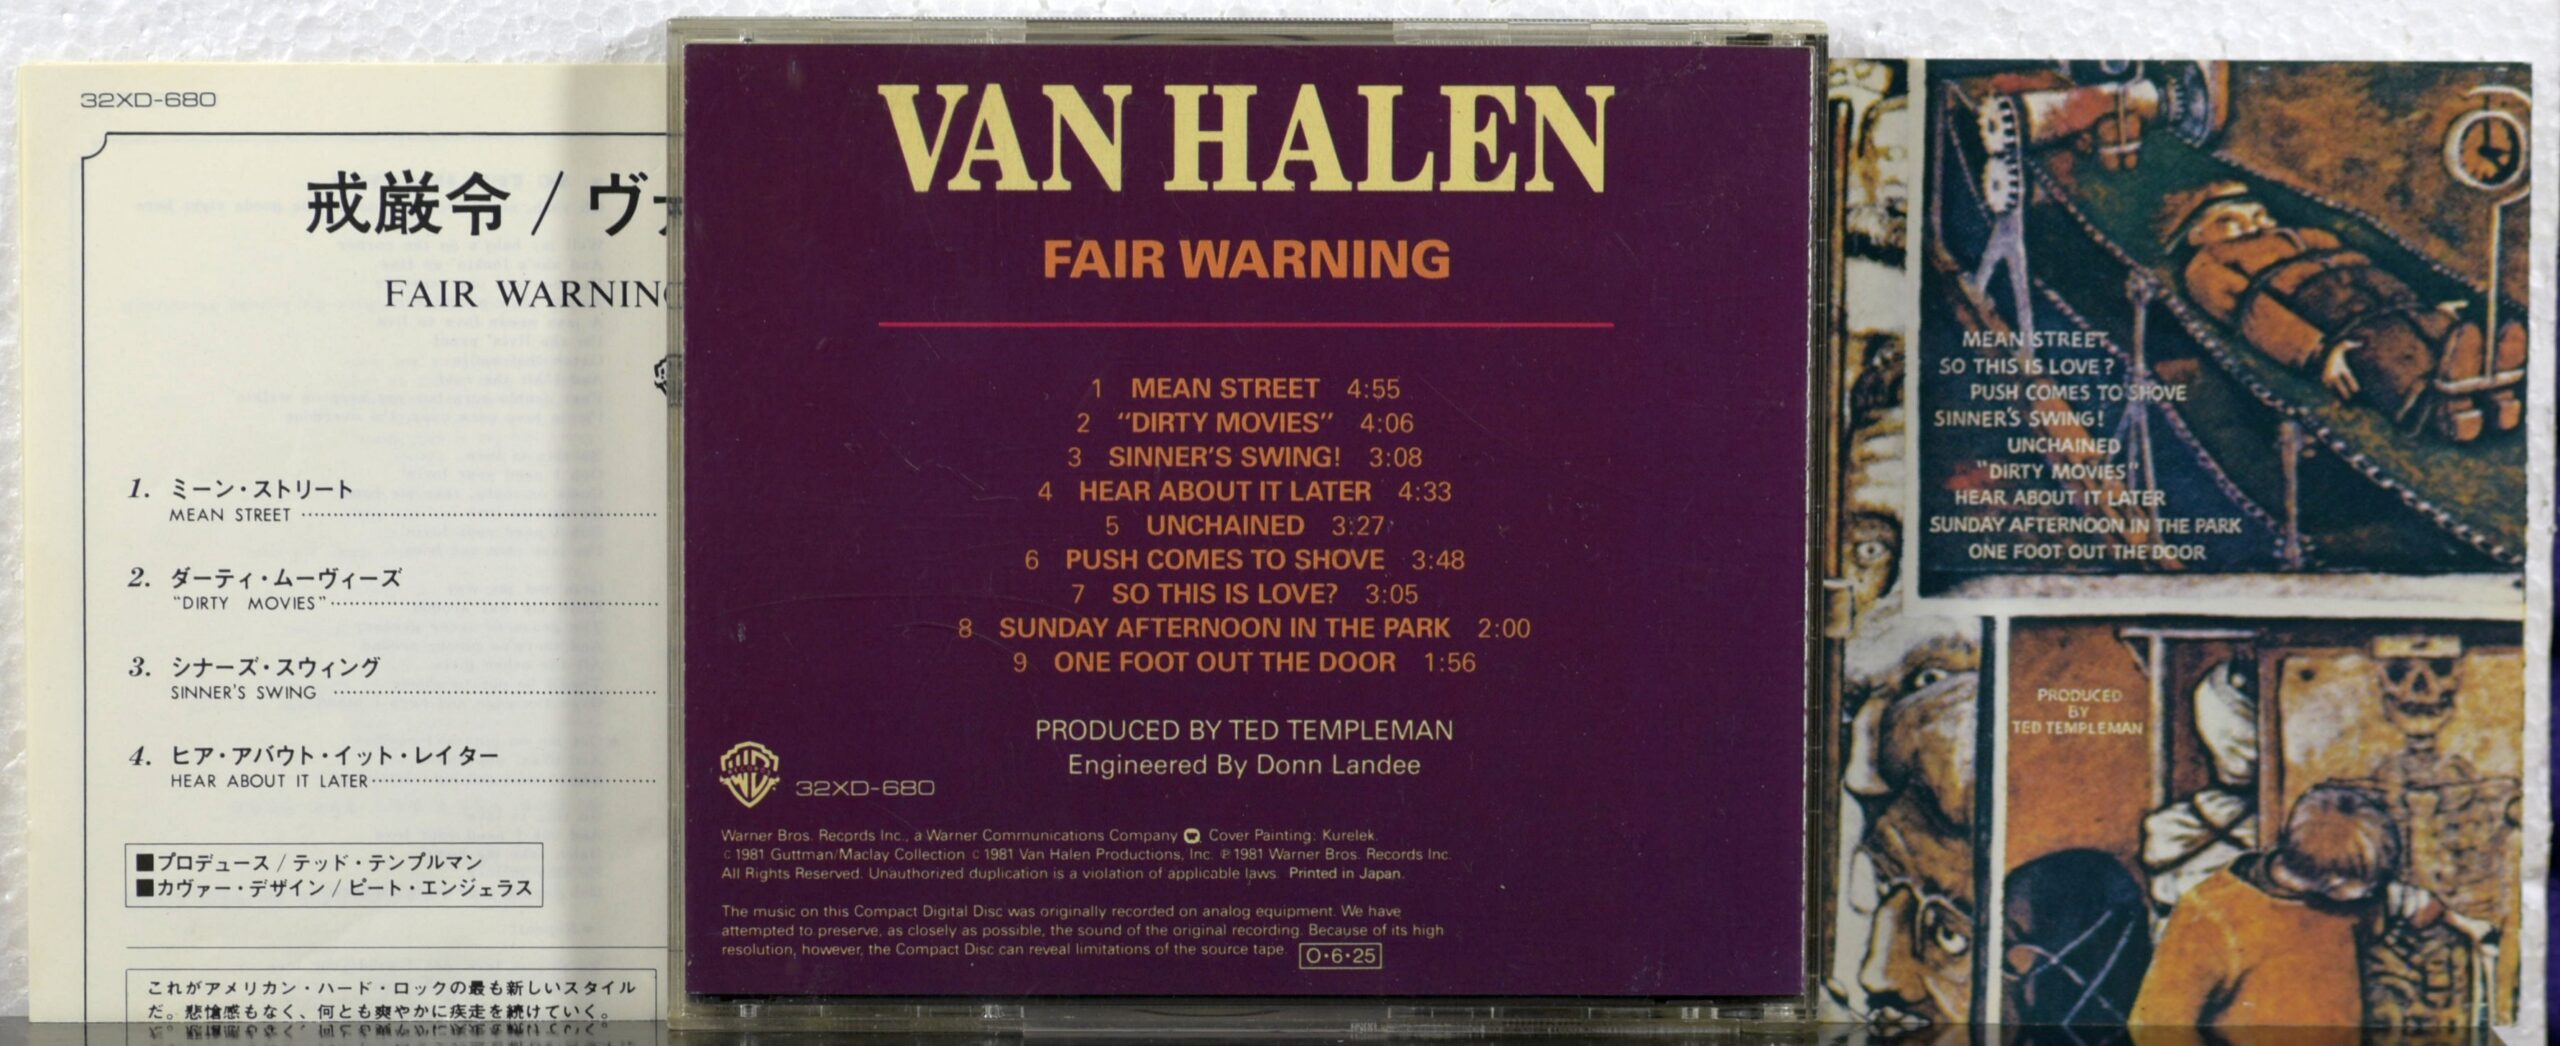 32XD-680
戒厳令 / ヴ
FAIR WARNING
1. ミーン・ストリート
MEAN STREET
2. ダーティ・ムーヴィーズ
"DIRTY MOVIES"
3. シナーズ・スウィング
SINNER'S SWING
4. ヒア・アバウト・イット・レイター
HEAR ABOUT IT LATER
■プロデュース / テッド・テンプルマン
■カヴァー・デザイン / ピート・エンジェラス
これがアメリカン・ハード・ロックの最も新しいスタイル
だ。悲愴感もなく、何とも爽やかに疾走を続けていく。
VAN HALEN
FAIR WARNING
1 MEAN STREET 4:55
2 "DIRTY MOVIES" 4:06
3 SINNER'S SWING! 3:08
4 HEAR ABOUT IT LATER 4:33
5 UNCHAINED 3:27
6 PUSH COMES TO SHOVE 3:48
7 SO THIS IS LOVE? 3:05
8 SUNDAY AFTERNOON IN THE PARK 2:00
9 ONE FOOT OUT THE DOOR 1:56
PRODUCED BY TED TEMPLEMAN
Engineered By Donn Landee
RECORDS
32XD-680
Warner Bros. Records Inc., a Warner Communications Company Cover Painting: Kurelek.
© 1981 Guttman/Maclay Collection © 1981 Van Halen Productions, Inc. ℗ 1981 Warner Bros. Records Inc.
All Rights Reserved. Unauthorized duplication is a violation of applicable laws. Printed in Japan.
The music on this Compact Digital Disc was originally recorded on analog equipment. We have
attempted to preserve, as closely as possible, the sound of the original recording. Because of its high
resolution, however, the Compact Disc can reveal limitations of the source tape. O・6・25
MEAN STREET
SO THIS IS LOVE?
PUSH COMES TO SHOVE
SINNER'S SWING!
UNCHAINED
"DIRTY MOVIES"
HEAR ABOUT IT LATER
SUNDAY AFTERNOON IN THE PARK
ONE FOOT OUT THE DOOR
PRODUCED
BY
TED TEMPLEMAN